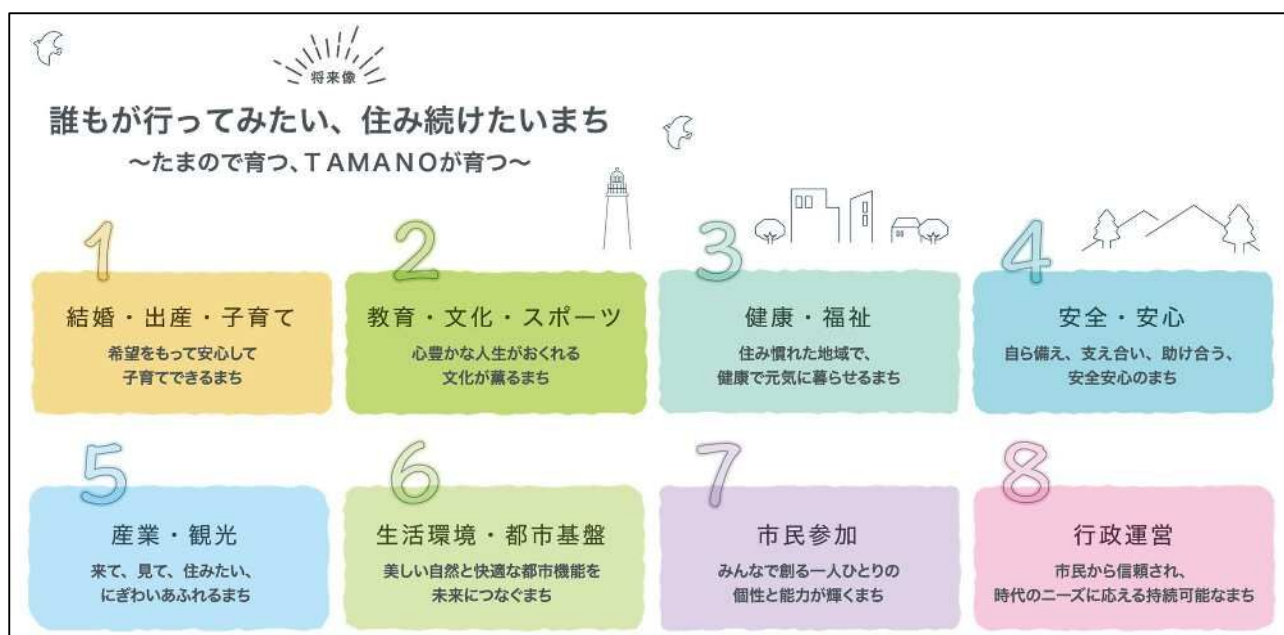 将来像
誰もが行ってみたい、住み続けたいまち
〜たまので育つ、TAMANOが育つ〜
1
結婚・出産・子育て
希望をもって安心して
子育てできるまち
2
教育・文化・スポーツ
心豊かな人生がおくれる
文化が薫るまち
3
健康・福祉
住み慣れた地域で、
健康で元気に暮らせるまち
4
安全・安心
自ら備え、支え合い、助け合う、
安全安心のまち
5
産業・観光
来て、見て、住みたい、
にぎわいあふれるまち
6
生活環境・都市基盤
美しい自然と快適な都市機能を
未来につなぐまち
7
市民参加
みんなで創る一人ひとりの
個性と能力が輝くまち
8
行政運営
市民から信頼され、
時代のニーズに応える持続可能なまち